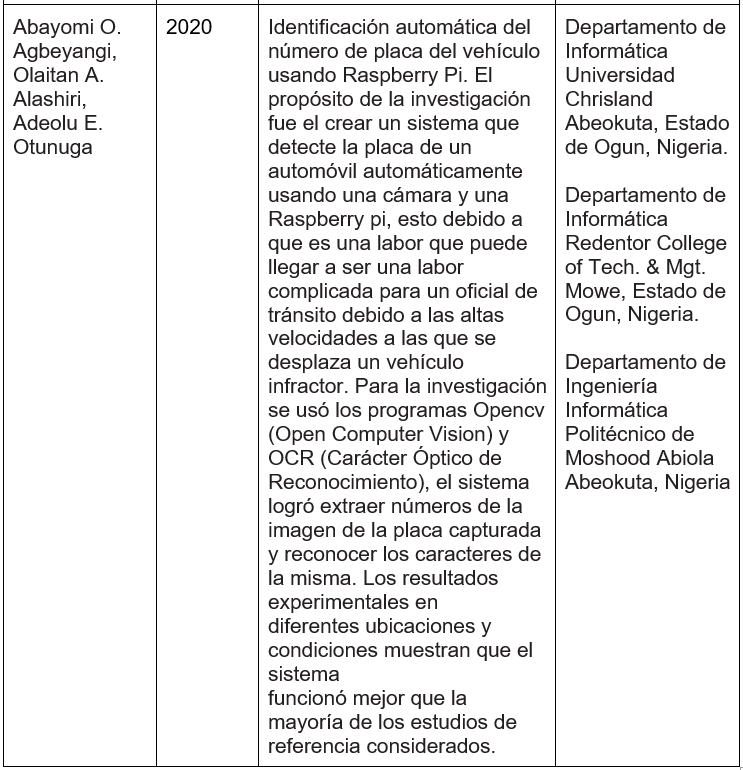 Abayomi O.
Agbeyangi,
Olaitan A.
Alashiri,
Adeolu E.
Otunuga
2020
Identificación automática del
número de placa del vehículo
usando Raspberry Pi. El
propósito de la investigación
fue el crear un sistema que
detecte la placa de un
automóvil automáticamente
usando una cámara y una
Raspberry pi, esto debido a
que es una labor que puede
llegar a ser una labor
complicada para un oficial de
tránsito debido a las altas
velocidades a las que se
desplaza un vehículo
infractor. Para la investigación
se usó los programas Opencv
(Open Computer Vision) y
OCR (Carácter Óptico de
Reconocimiento), el sistema
logró extraer números de la
imagen de la placa capturada
y reconocer los caracteres de
la misma. Los resultados
experimentales en
diferentes ubicaciones y
condiciones muestran que el
sistema
funcionó mejor que la
mayoría de los estudios de
referencia considerados.
Departamento de
Informática
Universidad
Chrisland
Abeokuta, Estado
de Ogun, Nigeria.
Departamento de
Informática
Redentor College
of Tech. & Mgt.
Mowe, Estado de
Ogun, Nigeria.
Departamento de
Ingeniería
Informática
Politécnico de
Moshood Abiola
Abeokuta, Nigeria